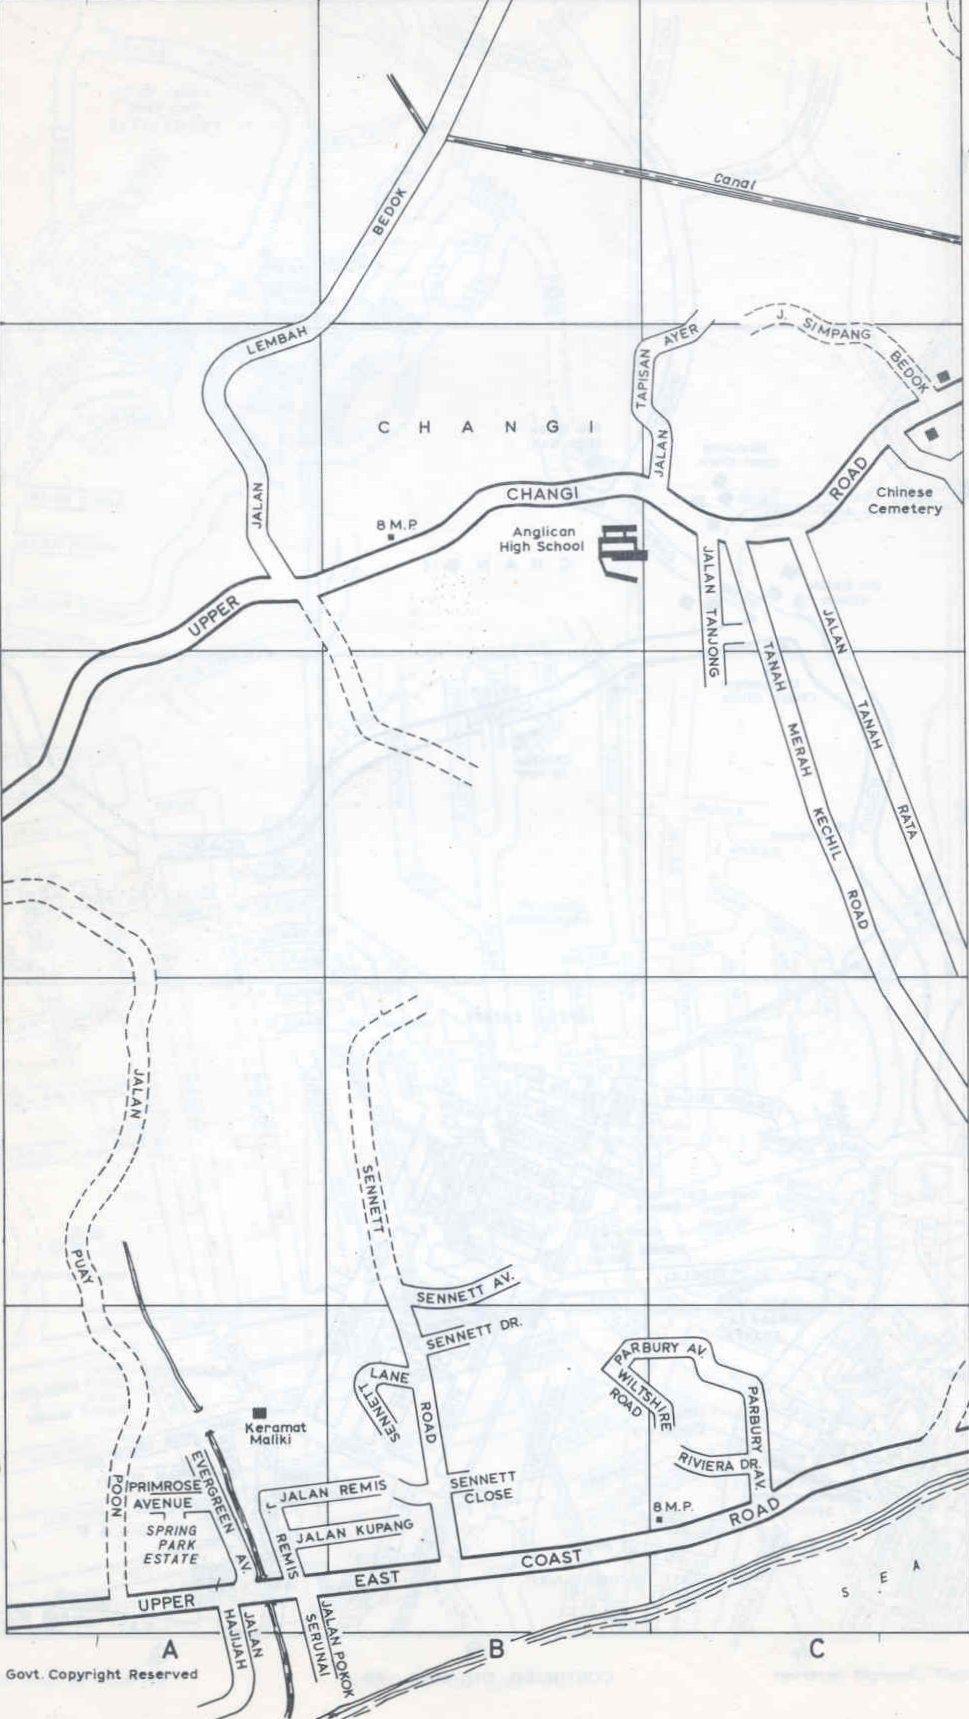 Canal
BEDOK
LEMBAH
JALAN
J. SIMPANG BEDOK
TAPISAN AYER
JALAN
CHANGI
UPPER CHANGI ROAD
8 M.P.
Anglican
High School
Chinese
Cemetery
JALAN TANJONG
TANAH MERAH KECHIL ROAD
JALAN TANAH RATA
JALAN PUAY POON
SENNETT
SENNETT AV.
SENNETT DR.
LANE
SENNETT
ROAD
SENNETT
CLOSE
PARBURY AV.
WILTSHIRE
ROAD
PARBURY AV.
RIVIERA DR.
8 M.P.
Keramat
Maliki
EVERGREEN AV.
PRIMROSE
AVENUE
SPRING
PARK
ESTATE
J. JALAN REMIS
REMIS
JALAN KUPANG
UPPER EAST COAST ROAD
SEA
JALAN
HAJIJAH
JALAN POKOK
SERUNAI
A B C
Govt. Copyright Reserved